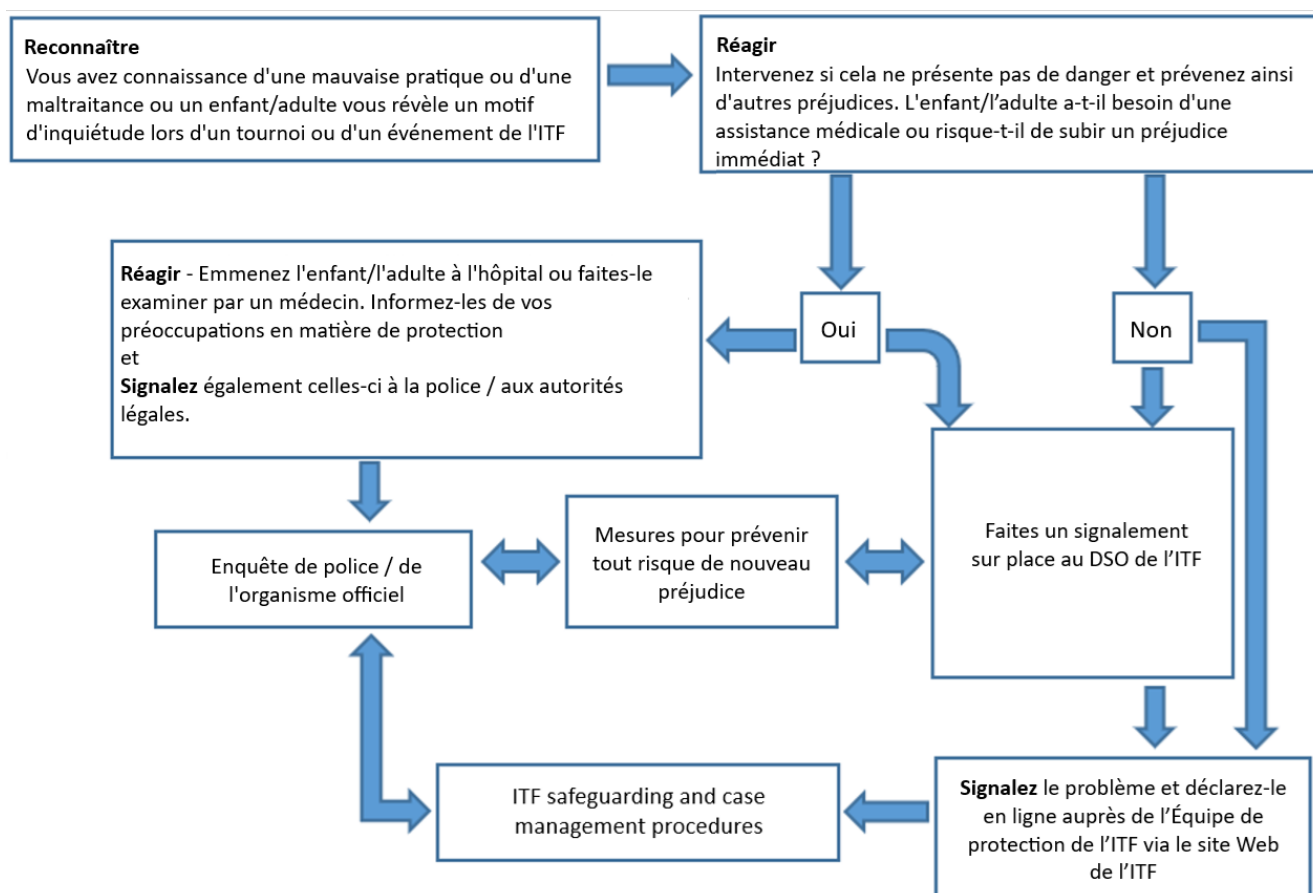 Reconnaître
Vous avez connaissance d'une mauvaise pratique ou d'une
maltraitance ou un enfant/adulte vous révèle un motif
d'inquiétude lors d'un tournoi ou d'un événement de l'ITF
Réagir
Intervenez si cela ne présente pas de danger et prévenez ainsi
d'autres préjudices. L'enfant/l’adulte a-t-il besoin d'une
assistance médicale ou risque-t-il de subir un préjudice
immédiat ?
Réagir - Emmenez l'enfant/l'adulte à l'hôpital ou faites-le
examiner par un médecin. Informez-les de vos
préoccupations en matière de protection
et
Signalez également celles-ci à la police / aux autorités
légales.
Oui
Non
Enquête de police / de
l'organisme officiel
Mesures pour prévenir
tout risque de nouveau
préjudice
Faites un signalement
sur place au DSO de l’ITF
ITF safeguarding and case
management procedures
Signalez le problème et déclarez-le
en ligne auprès de l’Équipe de
protection de l’ITF via le site Web
de l’ITF